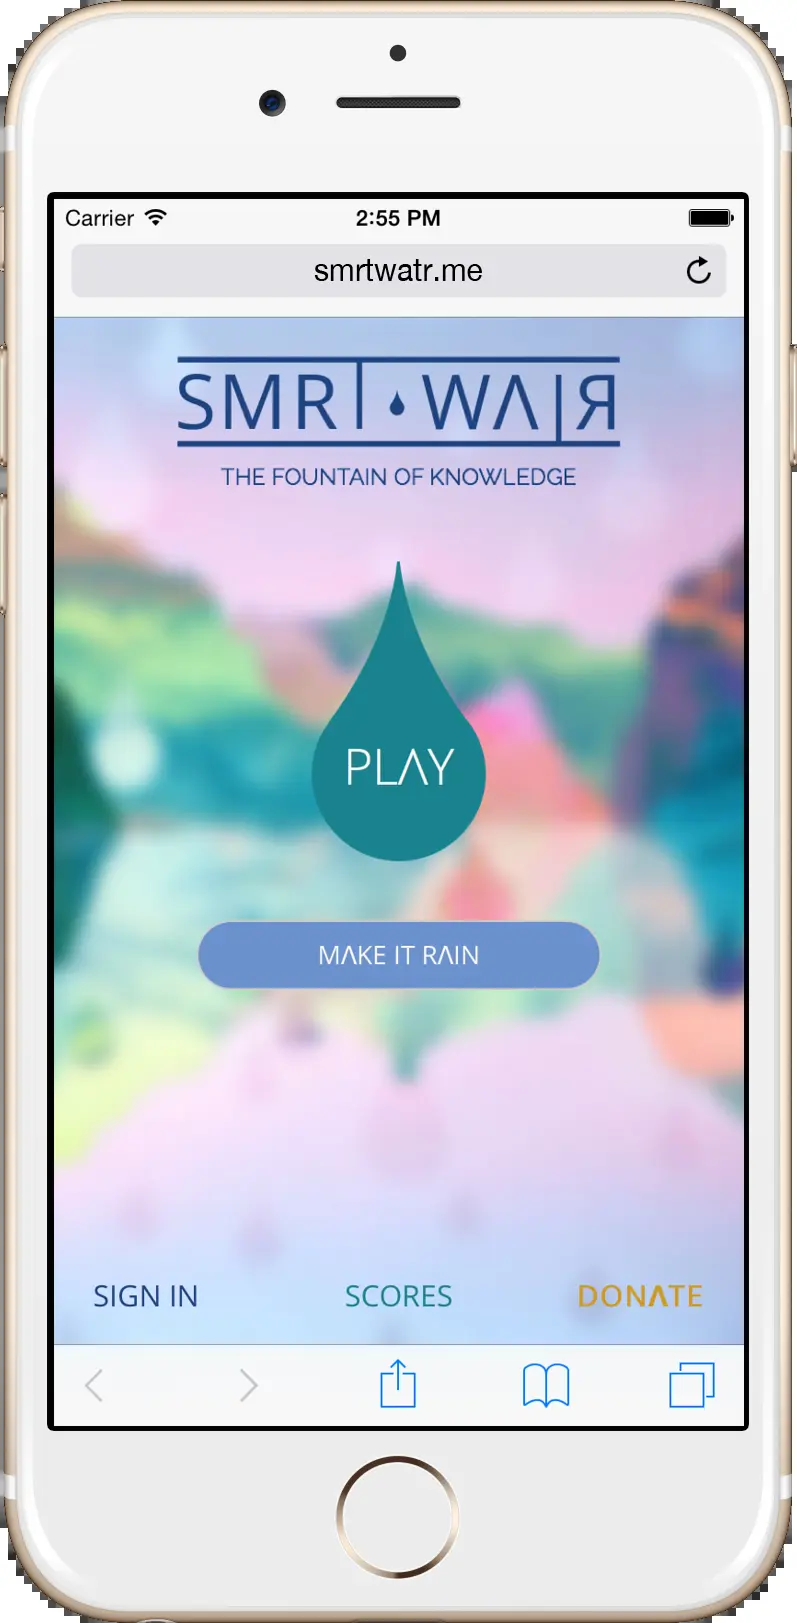 Carrier 2:55 PM
smrtwatr.me
SMRT WATR
THE FOUNTAIN OF KNOWLEDGE
PLAY
MAKE IT RAIN
SIGN IN SCORES DONATE